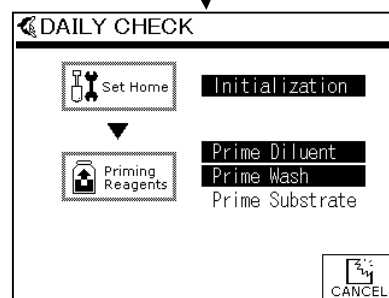 DAILY CHECK
Set Home
Initialization
Priming
Reagents
Prime Diluent
Prime Wash
Prime Substrate
CANCEL